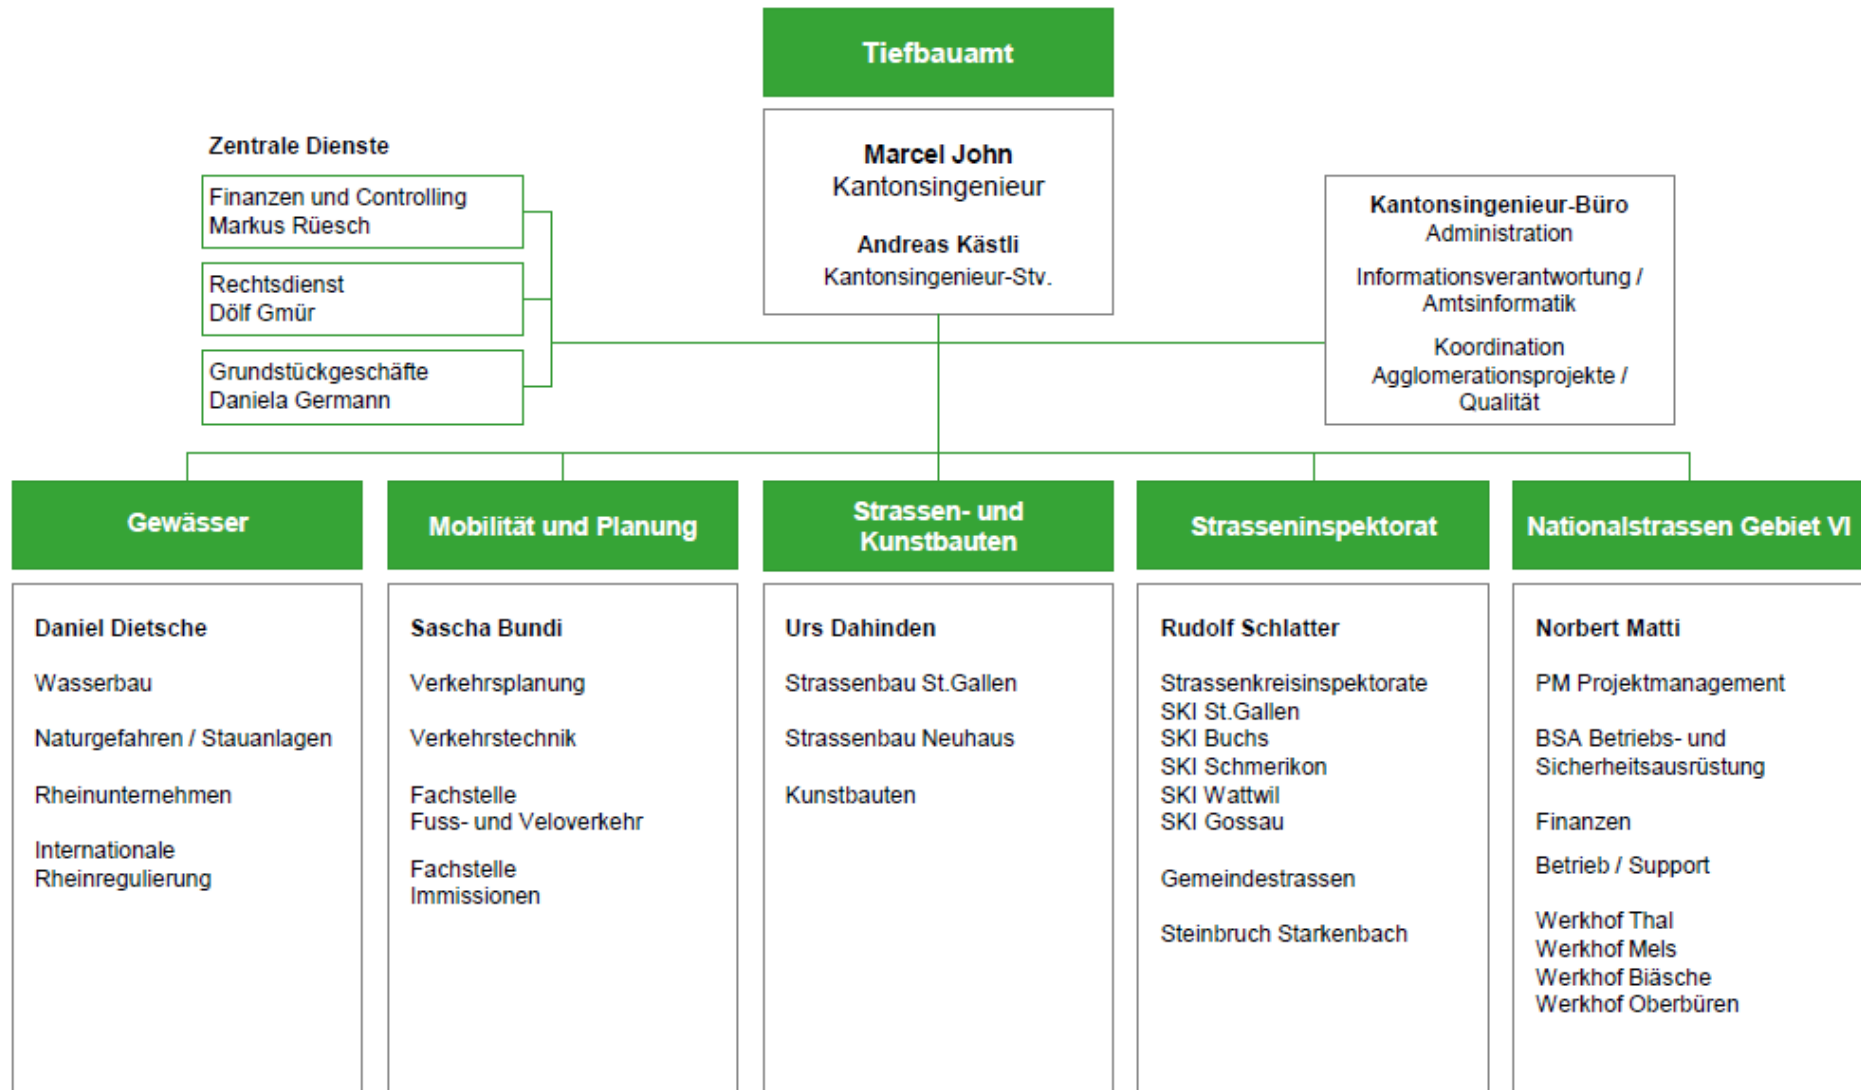 Tiefbauamt
Marcel John
Kantonsingenieur
Andreas Kästli
Kantonsingenieur-Stv.
Zentrale Dienste
Finanzen und Controlling
Markus Rüesch
Rechtsdienst
Dölf Gmür
Grundstückgeschäfte
Daniela Germann
Kantonsingenieur-Büro
Administration
Informationsverantwortung /
Amtsinformatik
Koordination
Agglomerationsprojekte /
Qualität
Gewässer
Daniel Dietsche
Wasserbau
Naturgefahren / Stauanlagen
Rheinunternehmen
Internationale
Rheinregulierung
Mobilität und Planung
Sascha Bundi
Verkehrsplanung
Verkehrstechnik
Fachstelle
Fuss- und Veloverkehr
Fachstelle
Immissionen
Strassen- und
Kunstbauten
Urs Dahinden
Strassenbau St.Gallen
Strassenbau Neuhaus
Kunstbauten
Strasseninspektorat
Rudolf Schlatter
Strassenkreisinspektorate
SKI St.Gallen
SKI Buchs
SKI Schmerikon
SKI Wattwil
SKI Gossau
Gemeindestrassen
Steinbruch Starkenbach
Nationalstrassen Gebiet VI
Norbert Matti
PM Projektmanagement
BSA Betriebs- und
Sicherheitsausrüstung
Finanzen
Betrieb / Support
Werkhof Thal
Werkhof Mels
Werkhof Biäsche
Werkhof Oberbüren